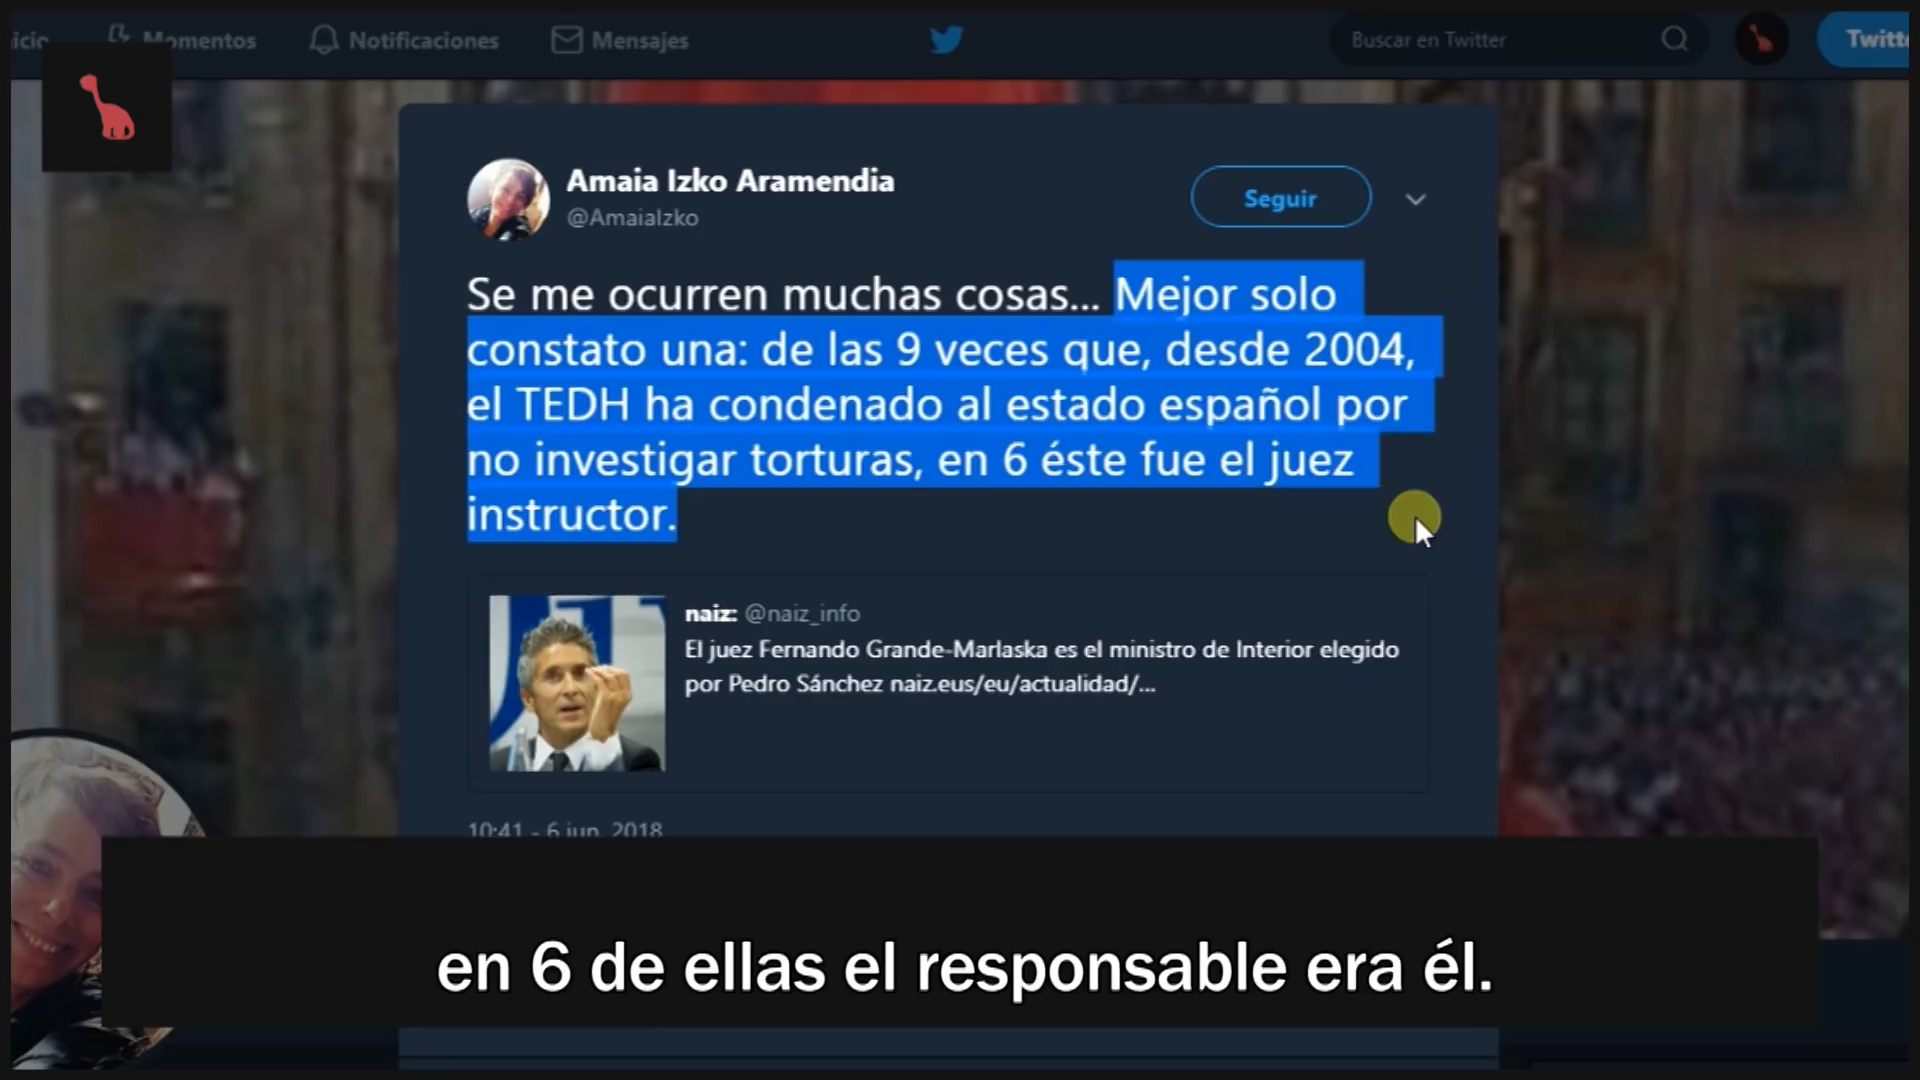 Momentos
Notificaciones
Mensajes
Buscar en Twitter
Amaia Izko Aramendia
@AmaiaIzko
Seguir
Se me ocurren muchas cosas... Mejor solo
constato una: de las 9 veces que, desde 2004,
el TEDH ha condenado al estado español por
no investigar torturas, en 6 éste fue el juez
instructor.
naiz: @naiz_info
El juez Fernando Grande-Marlaska es el ministro de Interior elegido
por Pedro Sánchez naiz.eus/eu/actualidad/...
10:41 - 6 jun. 2018
en 6 de ellas el responsable era él.